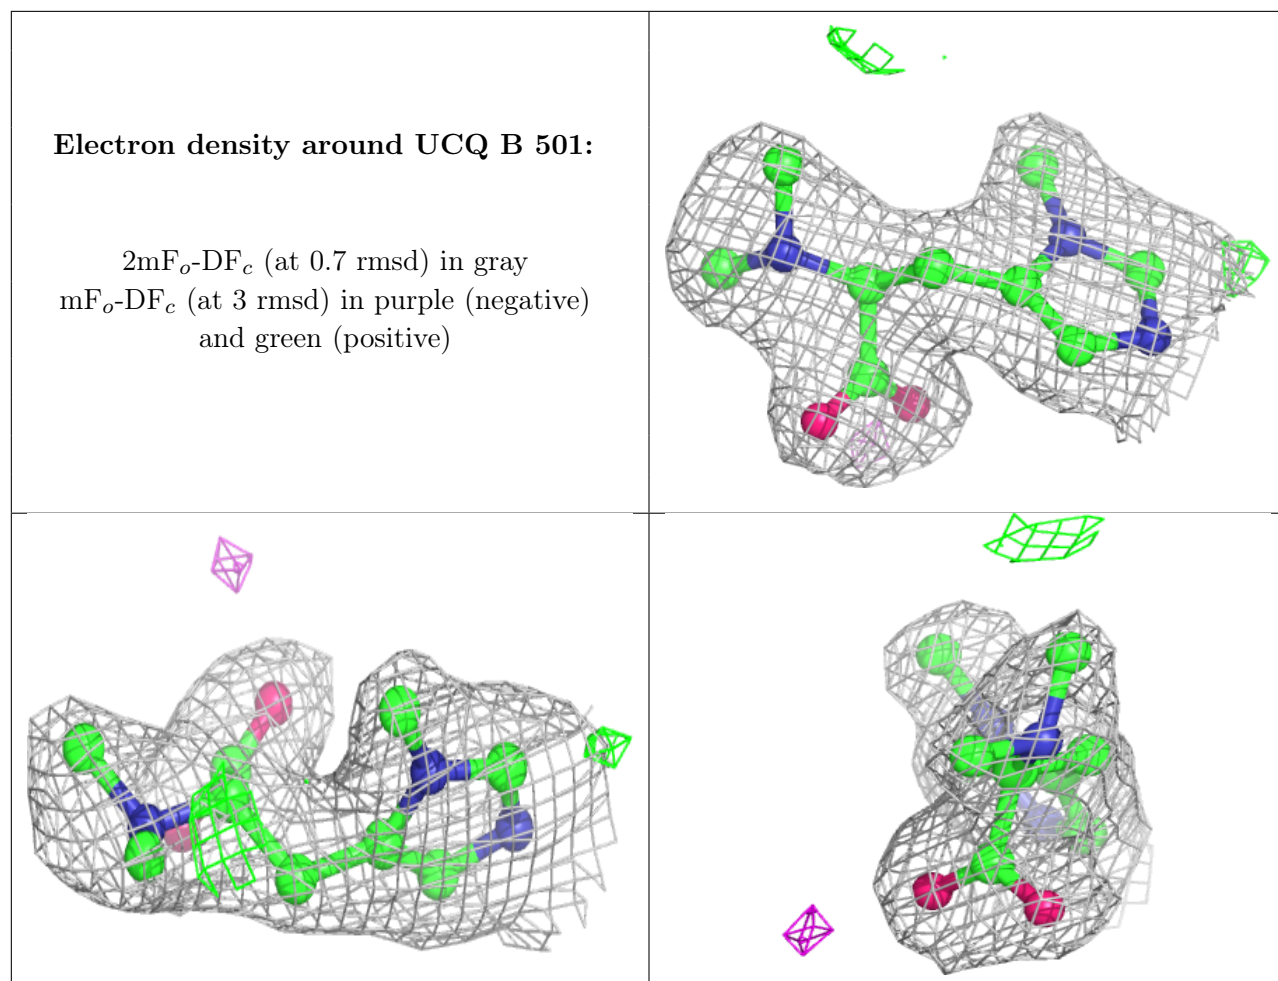 Electron density around UCQ B 501:
2mFo-DFc (at 0.7 rmsd) in gray
mFo-DFc (at 3 rmsd) in purple (negative)
and green (positive)